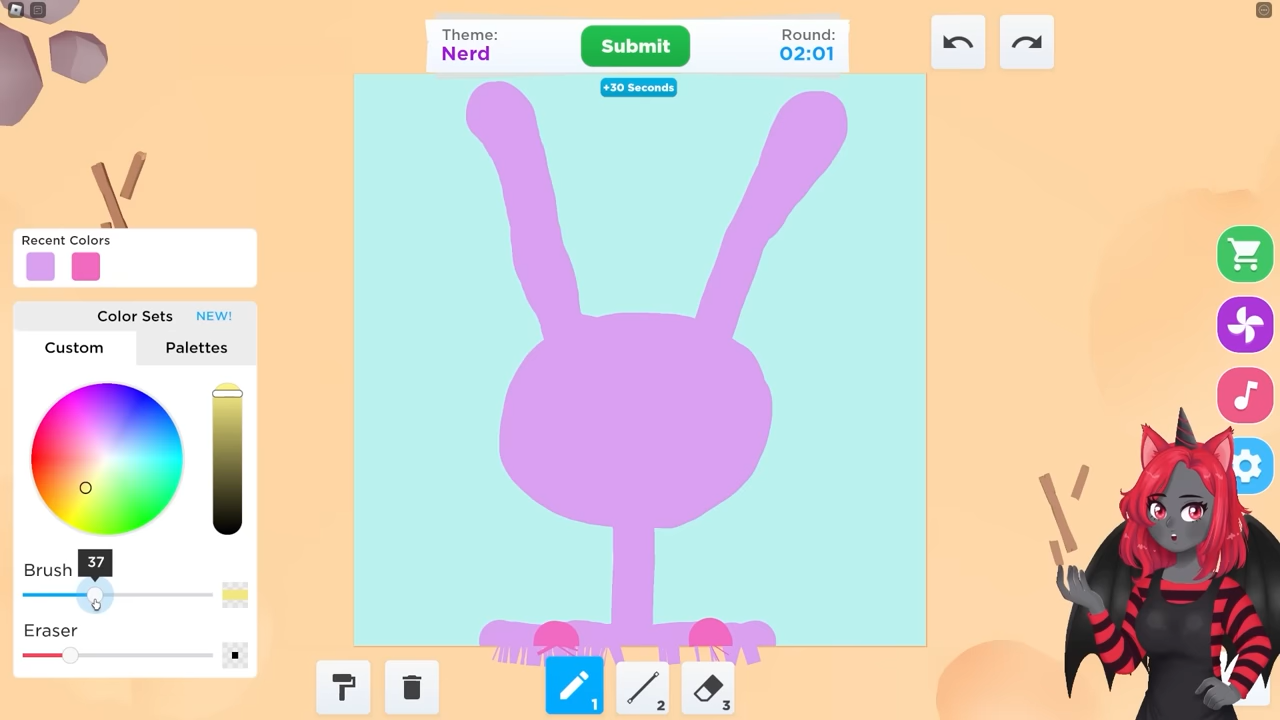 Theme:
Nerd
Submit
Round:
02:01
+30 Seconds
Recent Colors
Color Sets NEW!
Custom Palettes
37
Brush
Eraser
1
2
3